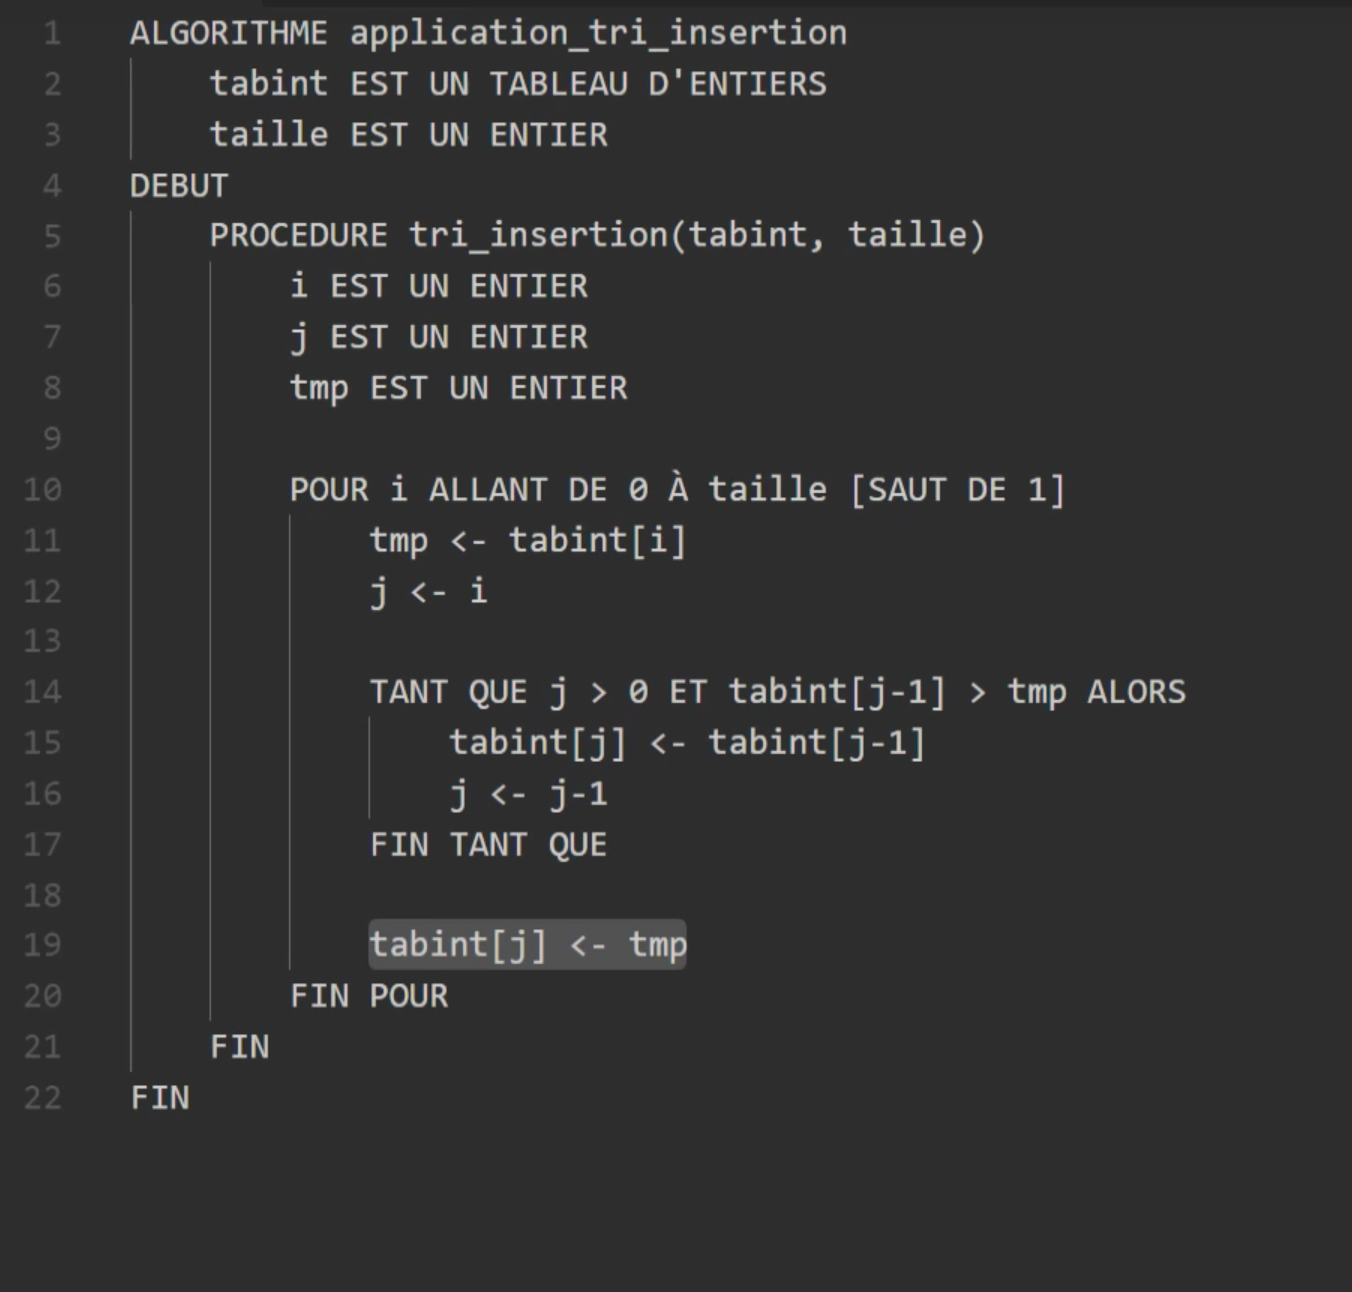 1 ALGORITHME application_tri_insertion
2 tabint EST UN TABLEAU D'ENTIERS
3 taille EST UN ENTIER
4 DEBUT
5 PROCEDURE tri_insertion(tabint, taille)
6 i EST UN ENTIER
7 j EST UN ENTIER
8 tmp EST UN ENTIER
9
10 POUR i ALLANT DE 0 À taille [SAUT DE 1]
11 tmp <- tabint[i]
12 j <- i
13
14 TANT QUE j > 0 ET tabint[j-1] > tmp ALORS
15 tabint[j] <- tabint[j-1]
16 j <- j-1
17 FIN TANT QUE
18
19 tabint[j] <- tmp
20 FIN POUR
21 FIN
22 FIN